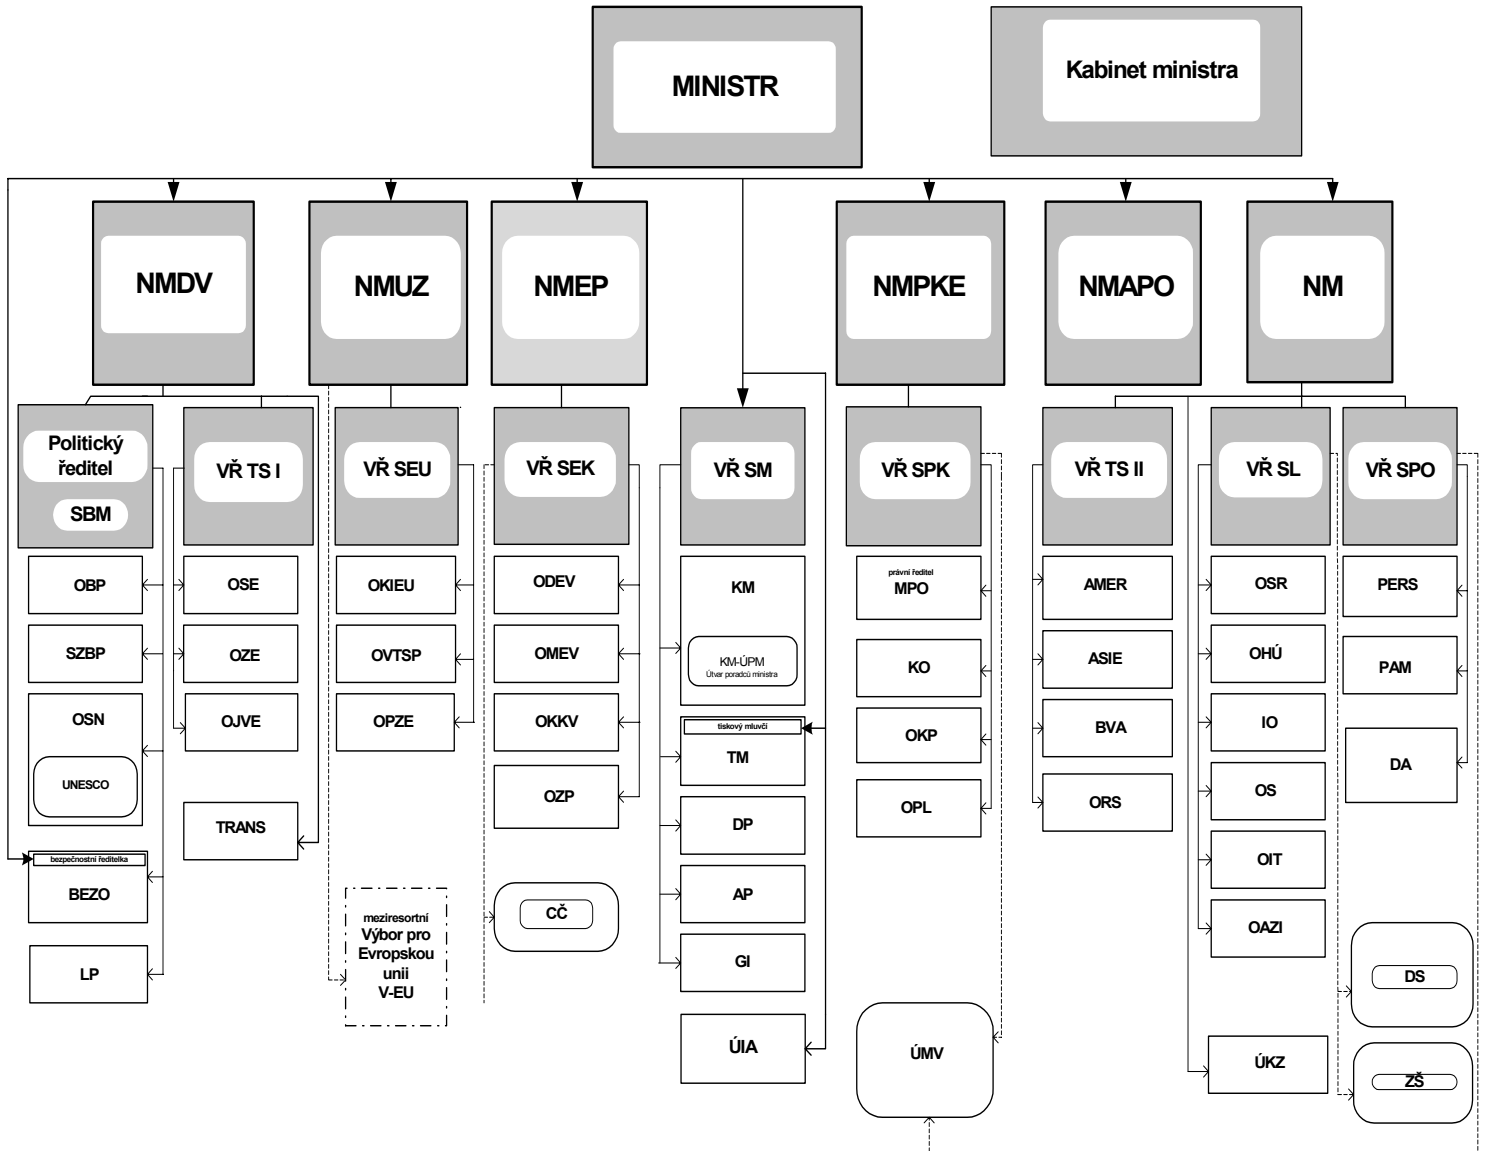 MINISTR
Kabinet ministra
NMDV
NMUZ
NMEP
NMPKE
NMAPO
NM
Politický
ředitel
SBM
VŘ TS I
VŘ SEU
VŘ SEK
VŘ SM
VŘ SPK
VŘ TS II
VŘ SL
VŘ SPO
OBP
SZBP
OSN
UNESCO
bezpečnostní ředitelka
BEZO
LP
OSE
OZE
OJVE
TRANS
OKIEU
OVTSP
OPZE
meziresortní
Výbor pro
Evropskou
unii
V-EU
ODEV
OMEV
OKKV
OZP
CČ
KM
KM-ÚPM
Útvar poradců ministra
tiskový mluvčí
TM
DP
AP
GI
ÚIA
právní ředitel
MPO
KO
OKP
OPL
ÚMV
AMER
ASIE
BVA
ORS
OSR
OHÚ
IO
OS
OIT
OAZI
ÚKZ
PERS
PAM
DA
DS
ZŠ